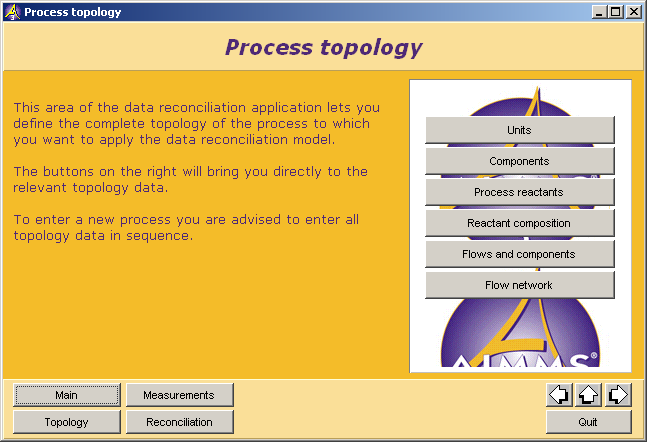 Process topology
Process topology
This area of the data reconciliation application lets you
define the complete topology of the process to which
you want to apply the data reconciliation model.
The buttons on the right will bring you directly to the
relevant topology data.
To enter a new process you are advised to enter all
topology data in sequence.
Units
Components
Process reactants
Reactant composition
Flows and components
Flow network
AIMMS®
Main
Measurements
Topology
Reconciliation
Quit